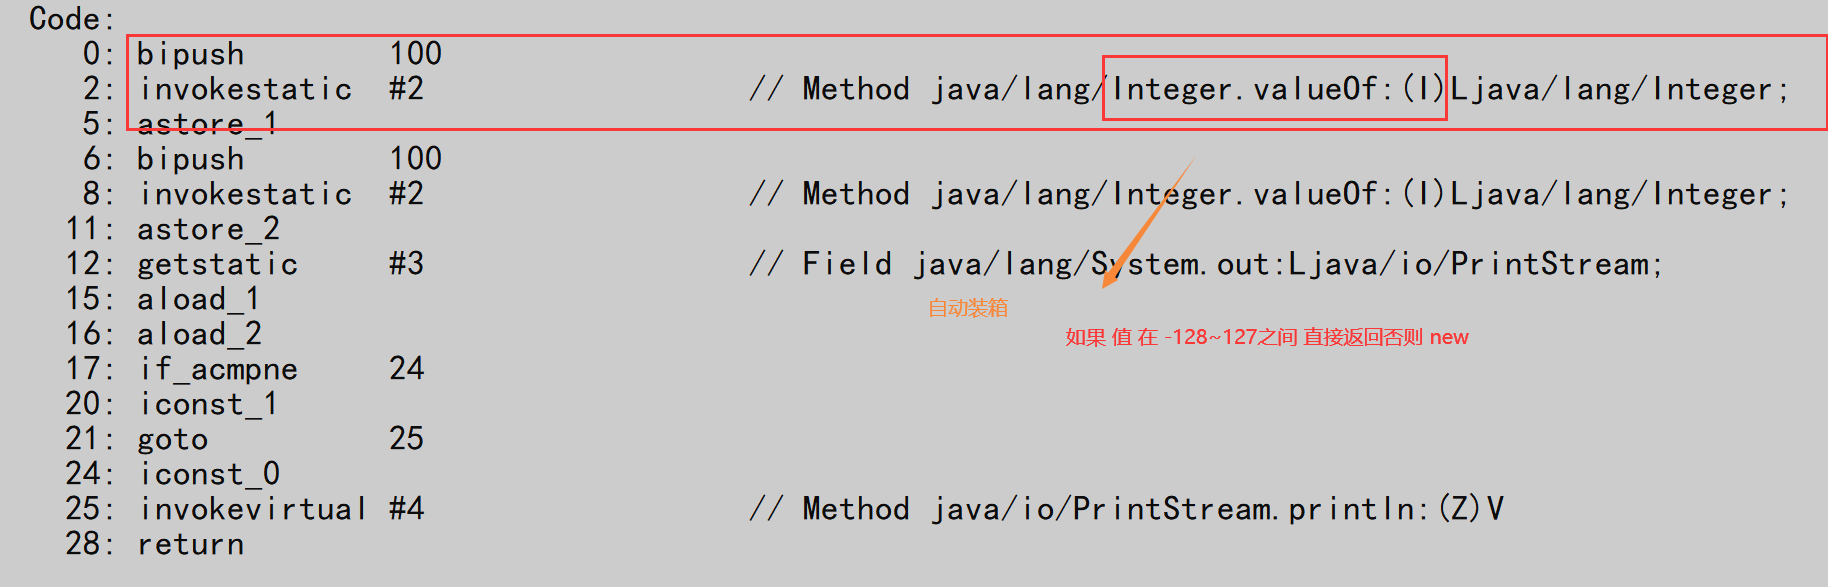 Code:
0: bipush 100
2: invokestatic #2 // Method java/lang/Integer.valueOf:(I)Ljava/lang/Integer;
5: astore_1
6: bipush 100
8: invokestatic #2 // Method java/lang/Integer.valueOf:(I)Ljava/lang/Integer;
11: astore_2
12: getstatic #3 // Field java/lang/System.out:Ljava/io/PrintStream;
15: aload_1
自动装箱
16: aload_2
如果 值 在 -128~127之间 直接返回否则 new
17: if_acmpne 24
20: iconst_1
21: goto 25
24: iconst_0
25: invokevirtual #4 // Method java/io/PrintStream.println:(Z)V
28: return